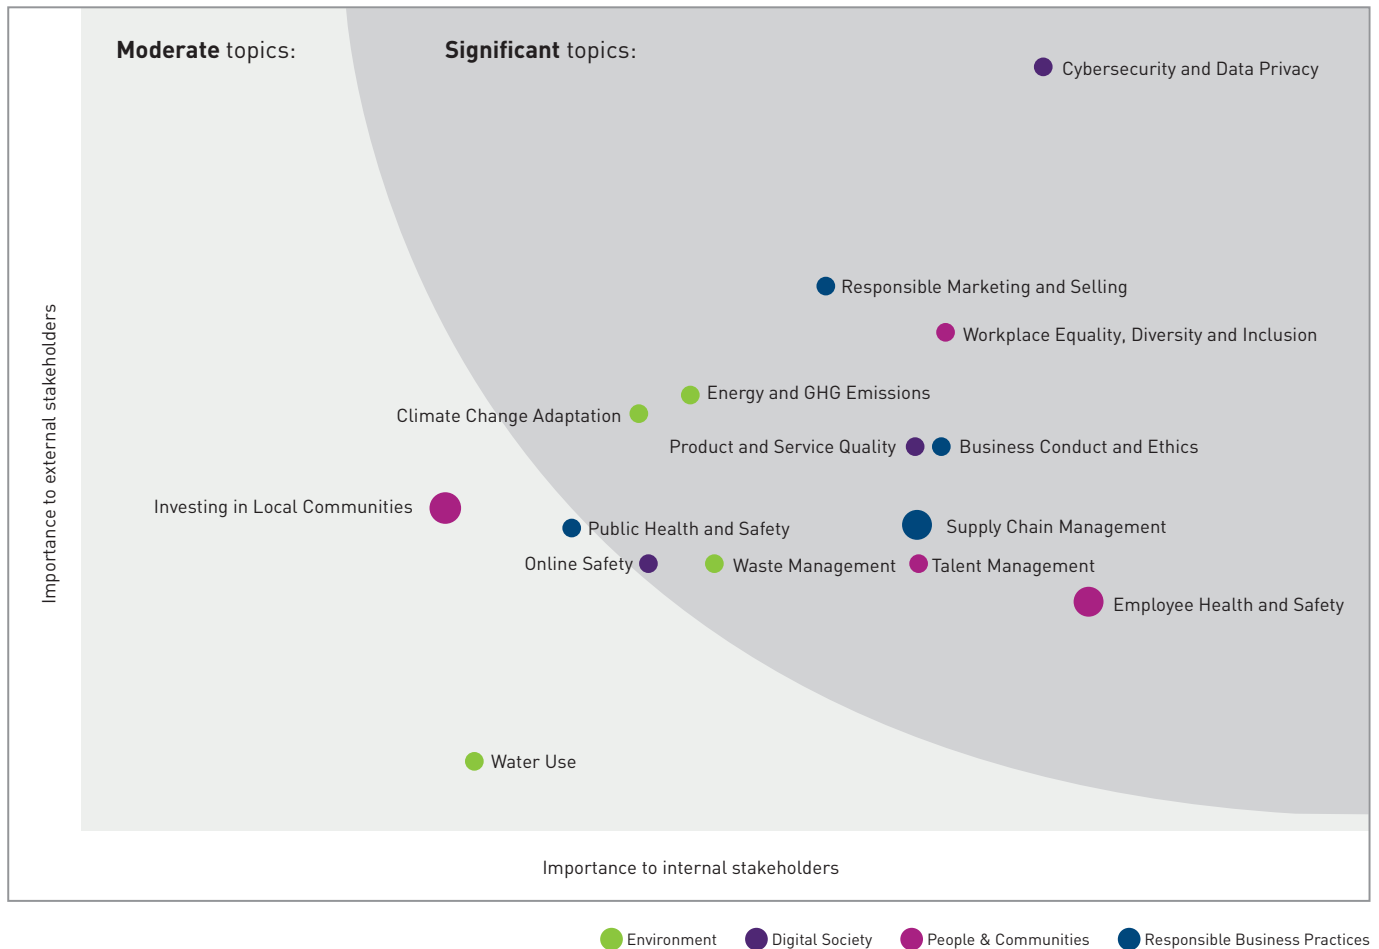 Moderate topics:
Significant topics:
Cybersecurity and Data Privacy
Responsible Marketing and Selling
Workplace Equality, Diversity and Inclusion
Energy and GHG Emissions
Climate Change Adaptation
Product and Service Quality
Business Conduct and Ethics
Investing in Local Communities
Public Health and Safety
Supply Chain Management
Online Safety
Waste Management
Talent Management
Employee Health and Safety
Water Use
Importance to external stakeholders
Importance to internal stakeholders
Environment
Digital Society
People & Communities
Responsible Business Practices